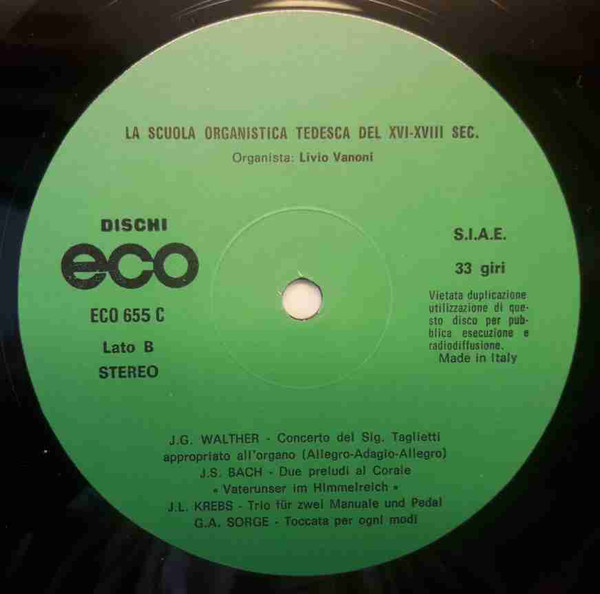 LA SCUOLA ORGANISTICA TEDESCA DEL XVI-XVIII SEC.
Organista: Livio Vanoni
DISCHI
eco
ECO 655 C
Lato B
STEREO
S.I.A.E.
33 giri
Vietata duplicazione
utilizzazione di que-
sto disco per pub-
blica esecuzione e
radiodiffusione.
Made in Italy
J.G. WALTHER - Concerto del Sig. Taglietti
appropriato all'organo (Allegro-Adagio-Allegro)
J.S. BACH - Due preludi al Corale
« Vaterunser im Himmelreich »
J.L. KREBS - Trio für zwei Manuale und Pedal
G.A. SORGE - Toccata per ogni modi